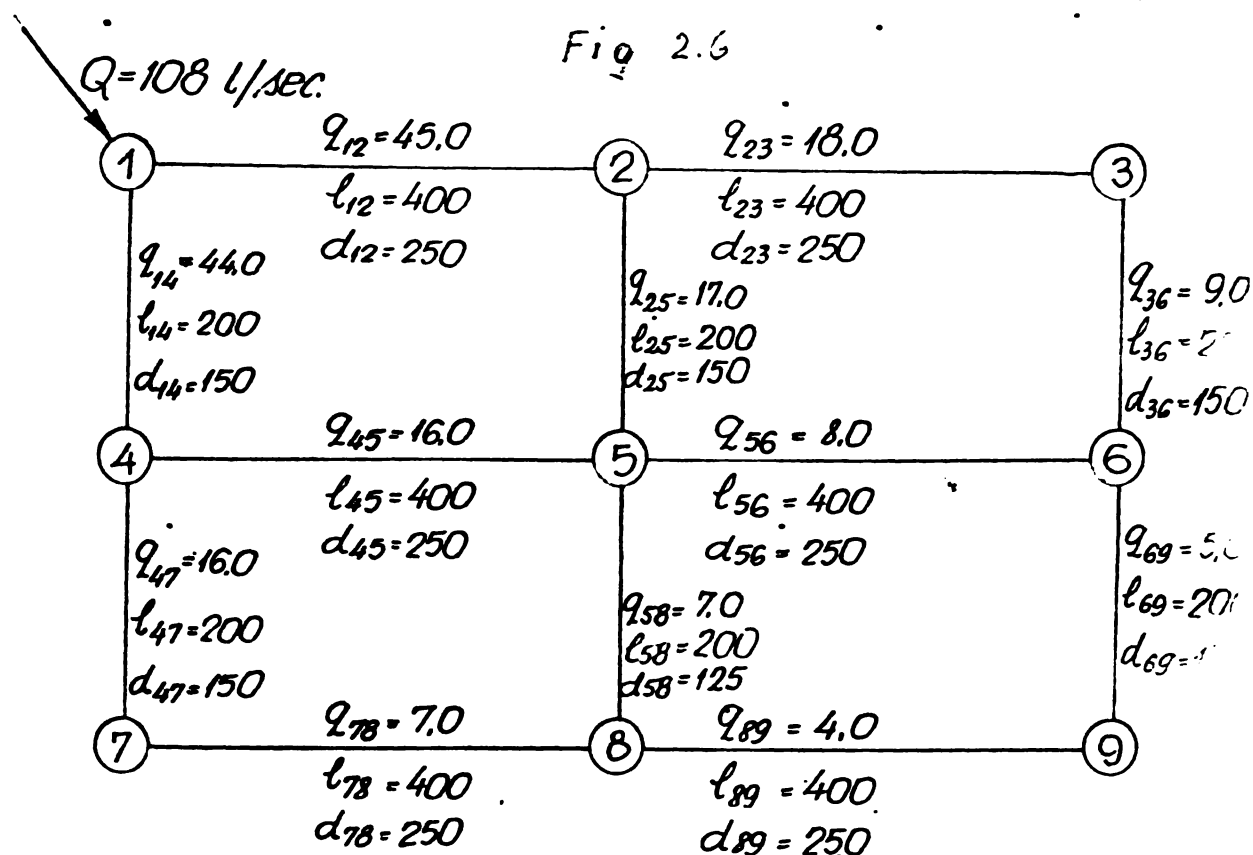 Fig 2.6
Q=108 l/sec.
1
q12=45.0
l12=400
d12=250
2
q23=18.0
l23=400
d23=250
3
q14=44.0
l14=200
d14=150
q25=17.0
l25=200
d25=150
q36=9.0
d36=150
4
q45=16.0
l45=400
d45=250
5
q56=8.0
l56=400
d56=250
6
q47=16.0
l47=200
d47=150
q58=7.0
l58=200
d58=125
7
q78=7.0
l78=400
d78=250
8
q89=4.0
l89=400
d89=250
9